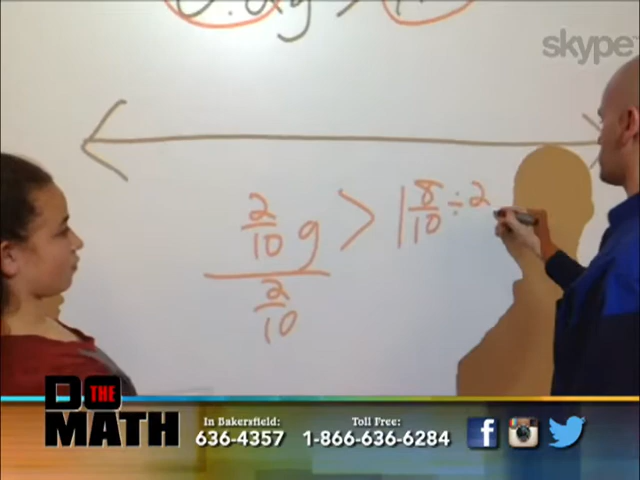 skype™
2/10 g > 1 8/10 ÷ 2
2/10
DO THE MATH
In Bakersfield:
636-4357
Toll Free:
1-866-636-6284